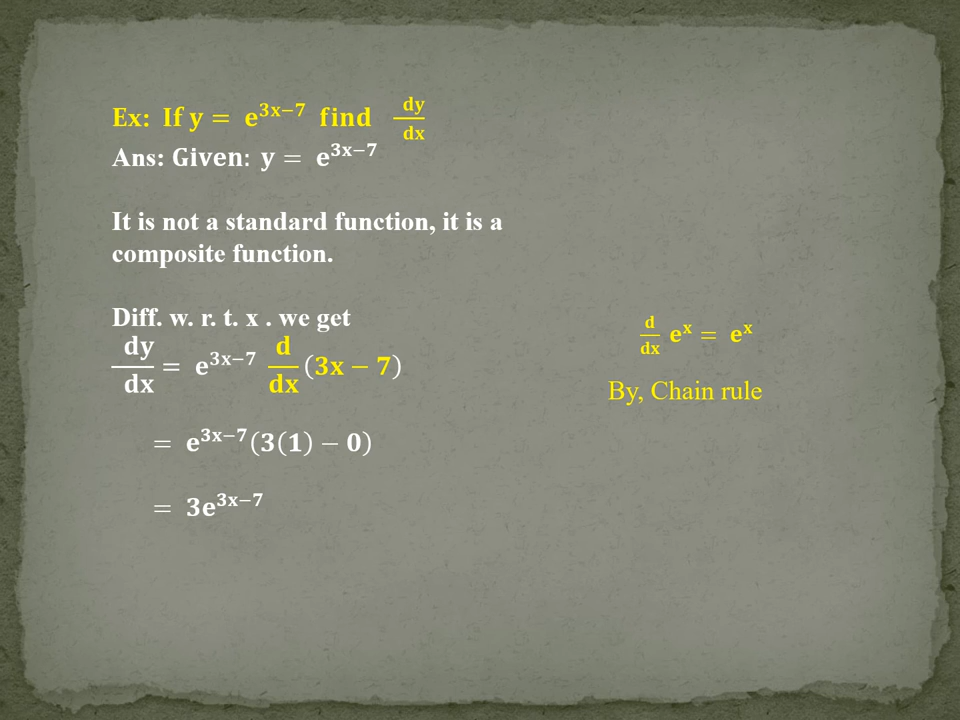 Ex: If y = e^{3x−7} find dy/dx
Ans: Given: y = e^{3x−7}
It is not a standard function, it is a
composite function.
Diff. w. r. t. x . we get
dy/dx = e^{3x−7} d/dx (3x − 7)
d/dx e^x = e^x
By, Chain rule
= e^{3x−7}(3(1) − 0)
= 3e^{3x−7}